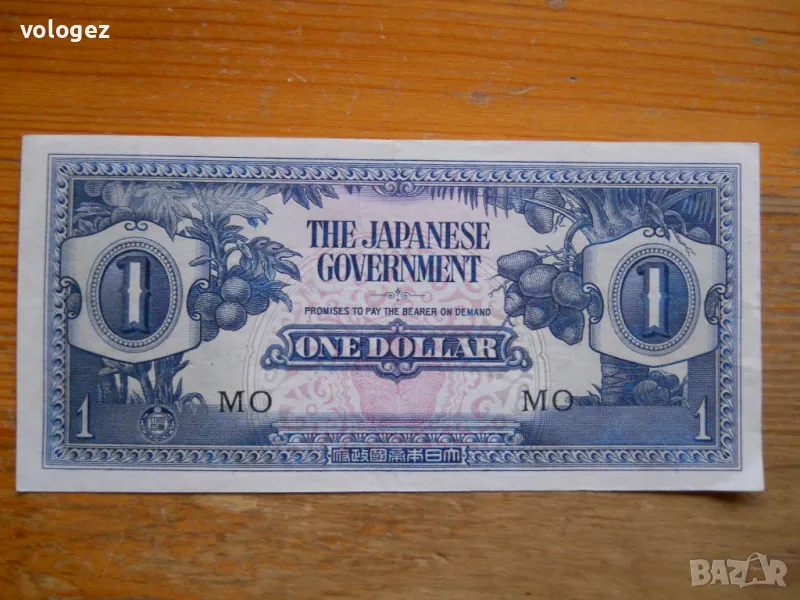 vologez
THE JAPANESE
GOVERNMENT
PROMISES TO PAY THE BEARER ON DEMAND
ONE DOLLAR
1
1
MO
MO
1
1
府政國帝本日大
BAZAR